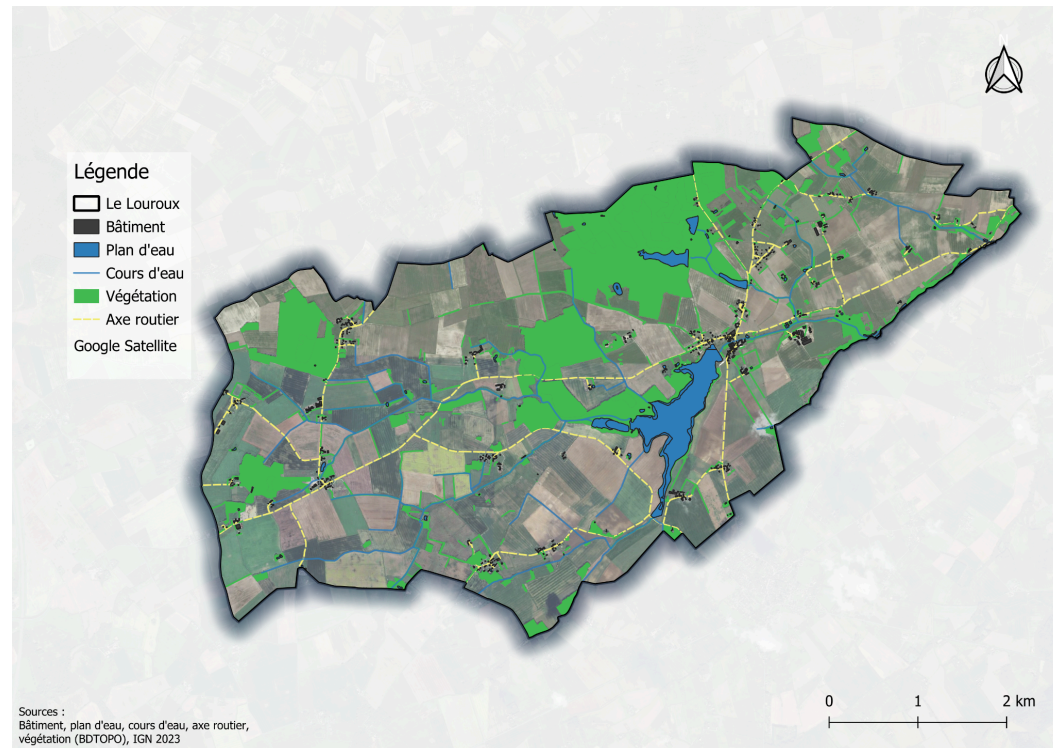 N
Légende
Le Louroux
Bâtiment
Plan d'eau
Cours d'eau
Végétation
Axe routier
Google Satellite
0 1 2 km
Sources :
Bâtiment, plan d'eau, cours d'eau, axe routier,
végétation (BDTOPO), IGN 2023